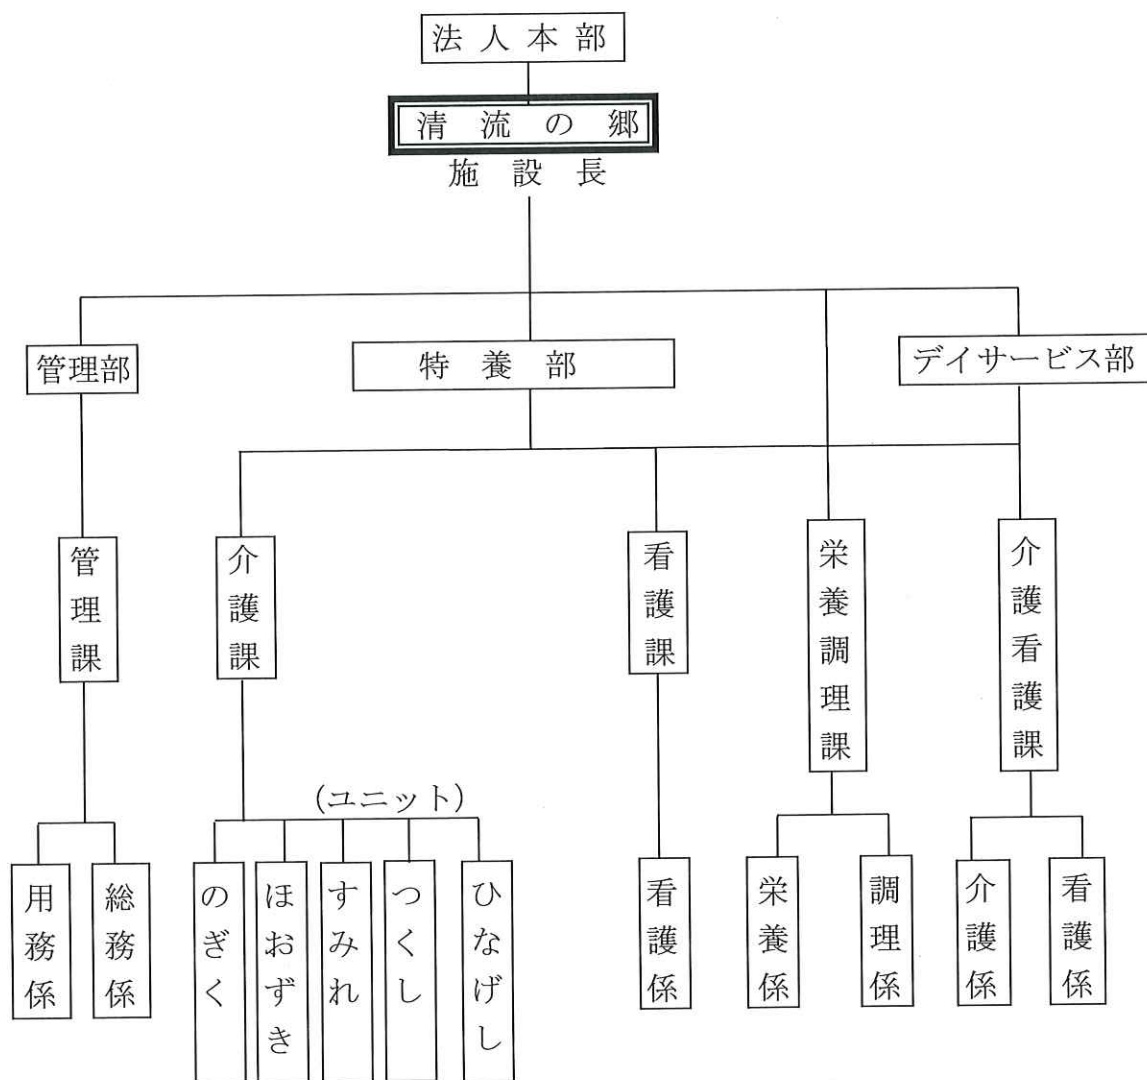 法人本部
清流の郷
施設長
管理部
特養部
デイサービス部
管理課
介護課
看護課
栄養調理課
介護看護課
(ユニット)
用務係
総務係
のぎく
ほおずき
すみれ
つくし
ひなげし
看護係
栄養係
調理係
介護係
看護係